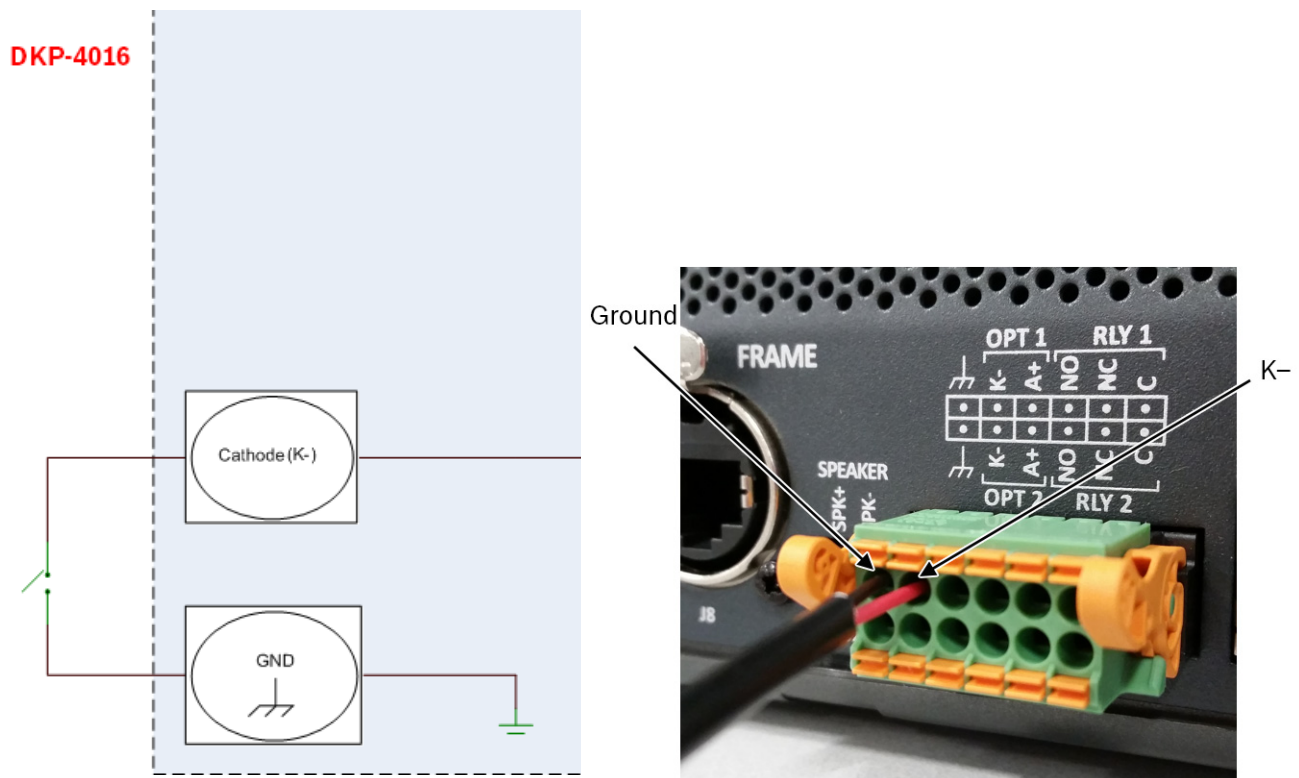 DKP-4016
Cathode (K-)
GND
Ground
K–
FRAME
OPT 1
RLY 1
K-
A+
NO
NC
C
K-
A+
NO
NC
C
OPT 2
RLY 2
SPEAKER
SPK+
PK-
J8